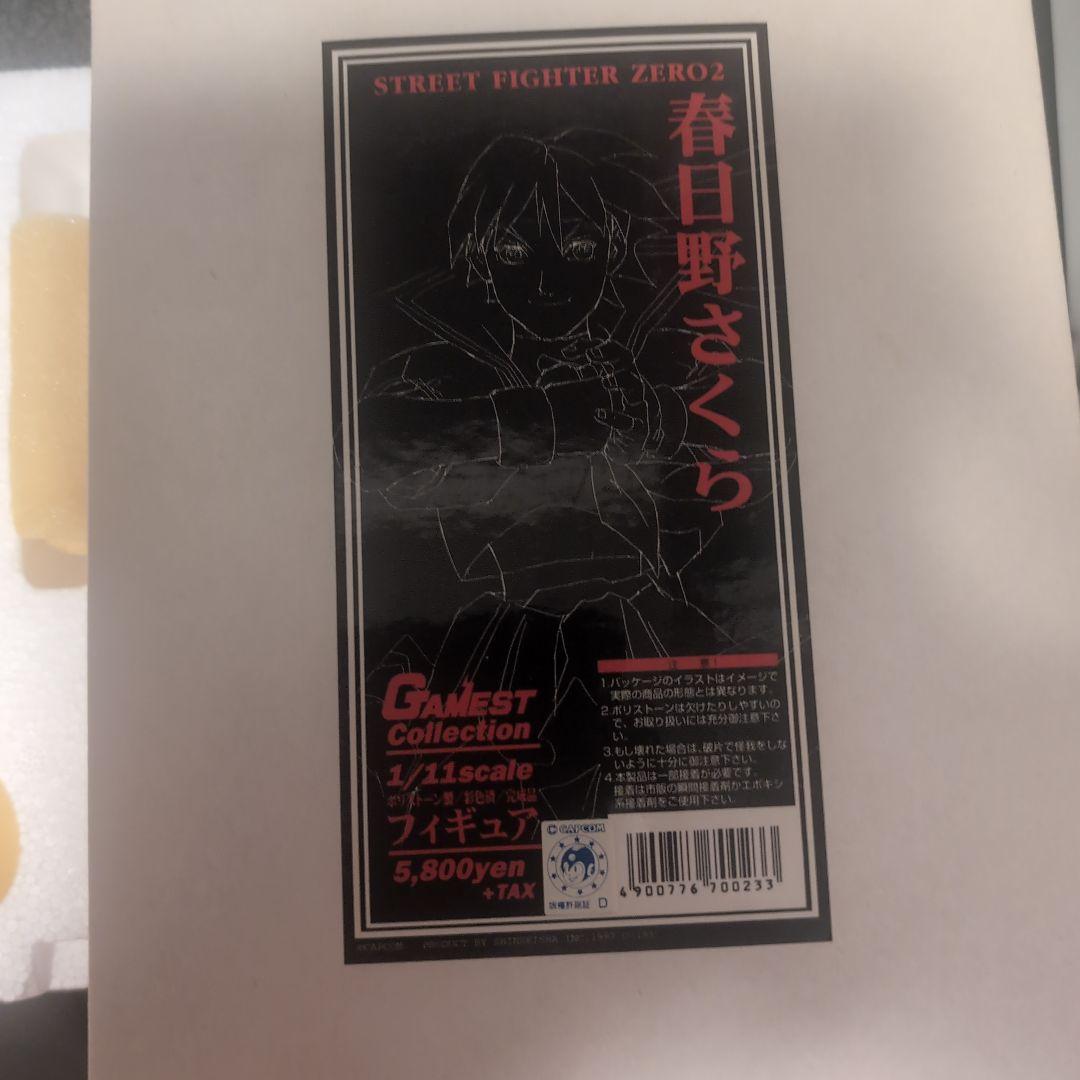 STREET FIGHTER ZERO2
春日野さくら
GAMEST
Collection
1/11scale
ポリストーン製/彩色済/完成品
フィギュア
5,800yen
+TAX
注 意!
1.パッケージのイラストはイメージで
実際の商品の形態とは異なります。
2.ポリストーンは欠けたりしやすいの
で、お取り扱いには充分御注意下さ
い。
3.もし壊れた場合は、破片で怪我をしな
いように十分に御注意下さい。
4.本製品は一部接着が必要です。
接着は市販の瞬間接着剤かエポキシ
系接着剤をご使用下さい。
© CAPCOM
版権許諾証 D
4 900776 700233
©CAPCOM PRODUCT BY SHINSEISHA INC.